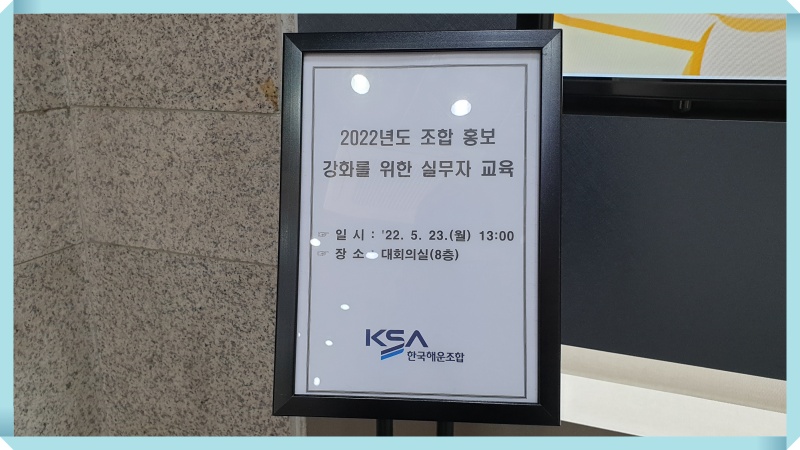 2022년도 조합 홍보
강화를 위한 실무자 교육
☞ 일 시 : '22. 5. 23.(월) 13:00
☞ 장 소 : 대회의실(8층)
KSA
한국해운조합